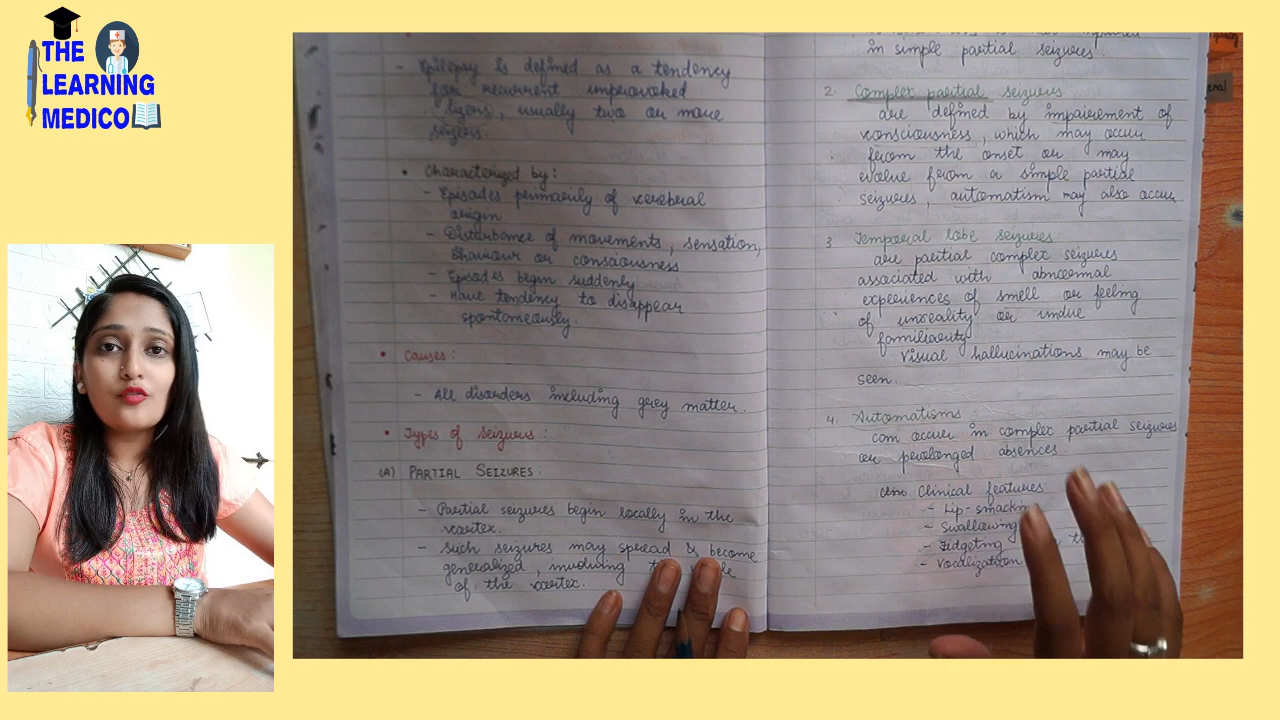 THE
LEARNING
MEDICO
- Epilepsy is defined as a tendency
for recurrent unprovoked
, usually two or more
• Characterized by:
- Episodes primarily of cerebral
origin
- Disturbance of movements, sensation,
behaviour or consciousness
- Episodes begin suddenly
- Have tendency to disappear
spontaneously.
• Causes:
- All disorders including grey matter.
• Types of seizures:
(A) PARTIAL SEIZURES:
- Partial seizures begin locally in the
cortex.
- Such seizures may spread & become
generalized, involving
of the cortex.
in simple partial seizures.
2. Complex partial seizures
are defined by impairement of
consciousness, which may occur
from the onset or may
evolve from a simple partial
seizures, automatism may also occur
3 Temporal lobe seizures:
are partial complex seizures
associated with abnormal
experiences of smell or feeling
of unreality or undue
familiarity
Visual hallucinations may be
seen.
4. Automatisms
can occur in complex partial seizures
or prolonged absences.
Clinical features:
- Lip-smacking
- Swallowing
- Fidgeting
- Vocalization